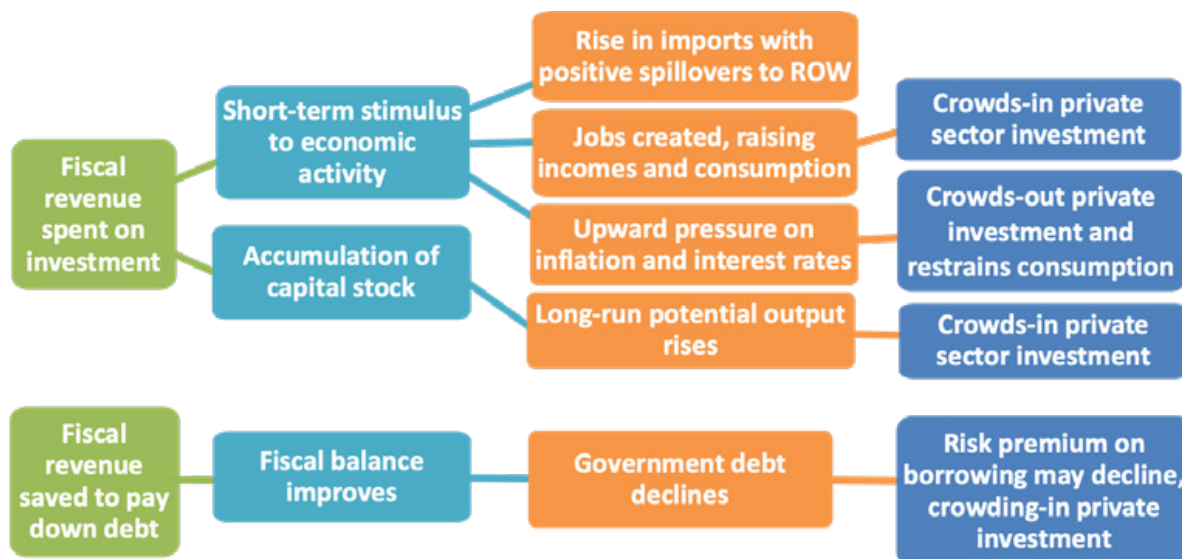 Fiscal
revenue
spent on
investment
Short-term stimulus
to economic
activity
Rise in imports with
positive spillovers to ROW
Jobs created, raising
incomes and consumption
Crowds-in private
sector investment
Upward pressure on
inflation and interest rates
Crowds-out private
investment and
restrains consumption
Accumulation of
capital stock
Long-run potential output
rises
Crowds-in private
sector investment
Fiscal
revenue
saved to pay
down debt
Fiscal balance
improves
Government debt
declines
Risk premium on
borrowing may decline,
crowding-in private
investment